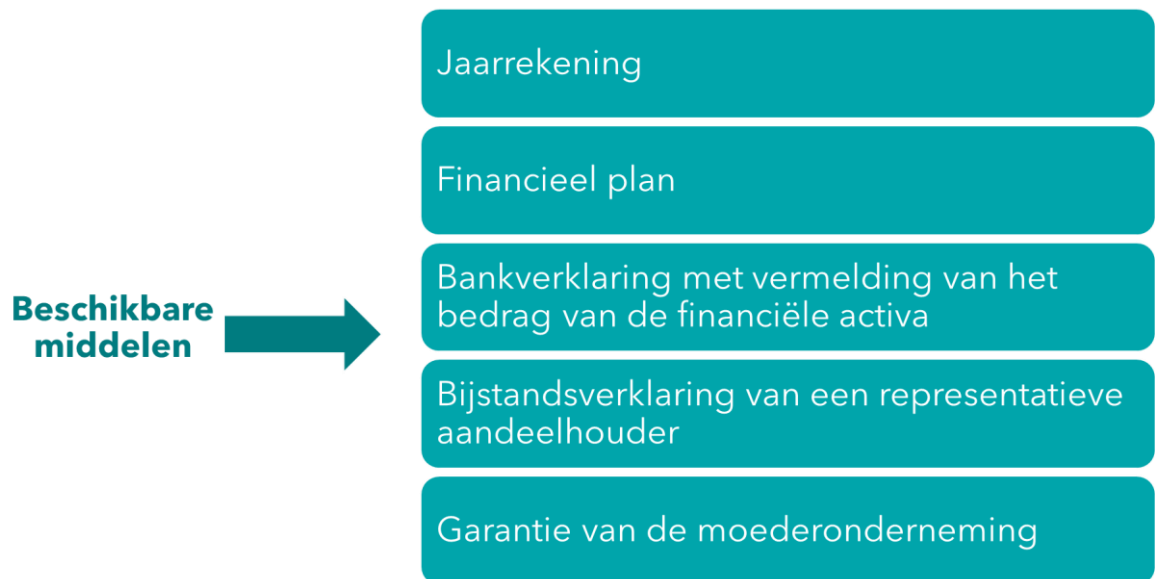 Beschikbare
middelen
Jaarrekening
Financieel plan
Bankverklaring met vermelding van het
bedrag van de financiële activa
Bijstandsverklaring van een representatieve
aandeelhouder
Garantie van de moederonderneming